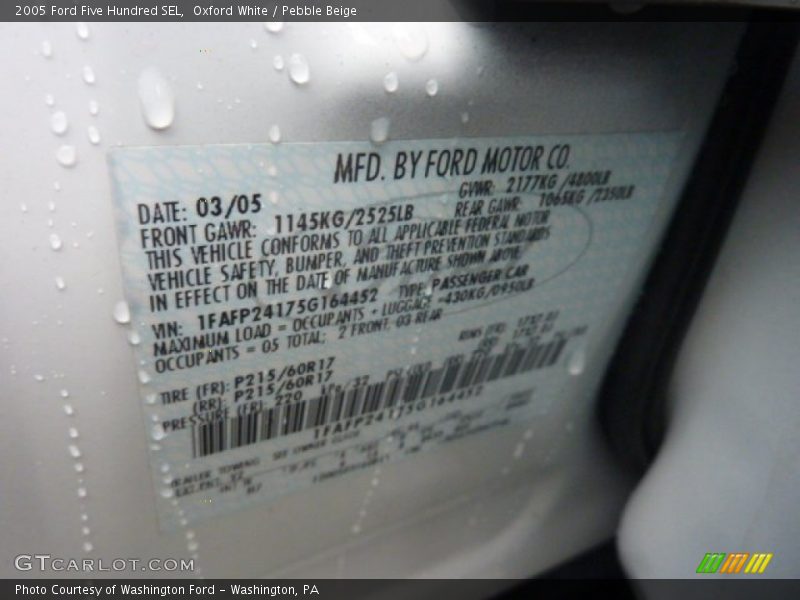 2005 Ford Five Hundred SEL, Oxford White / Pebble Beige
MFD. BY FORD MOTOR CO.
DATE: 03/05 GVWR: 2177KG /4800LB
FRONT GAWR: 1145KG/2525LB REAR GAWR: 1065KG /2350LB
THIS VEHICLE CONFORMS TO ALL APPLICABLE FEDERAL MOTOR
VEHICLE SAFETY, BUMPER, AND THEFT PREVENTION STANDARDS
IN EFFECT ON THE DATE OF MANUFACTURE SHOWN ABOVE.
VIN: 1FAFP24175G164452 TYPE: PASSENGER CAR
MAXIMUM LOAD = OCCUPANTS + LUGGAGE =430KG/0950LB
OCCUPANTS = 05 TOTAL: 2 FRONT, 03 REAR
TIRE (FR): P215/60R17
(RR): P215/60R17
PRESSURE (FR): 220 kPa/32
1FAFP24175G164452
GTCARLOT.COM
Photo Courtesy of Washington Ford - Washington, PA